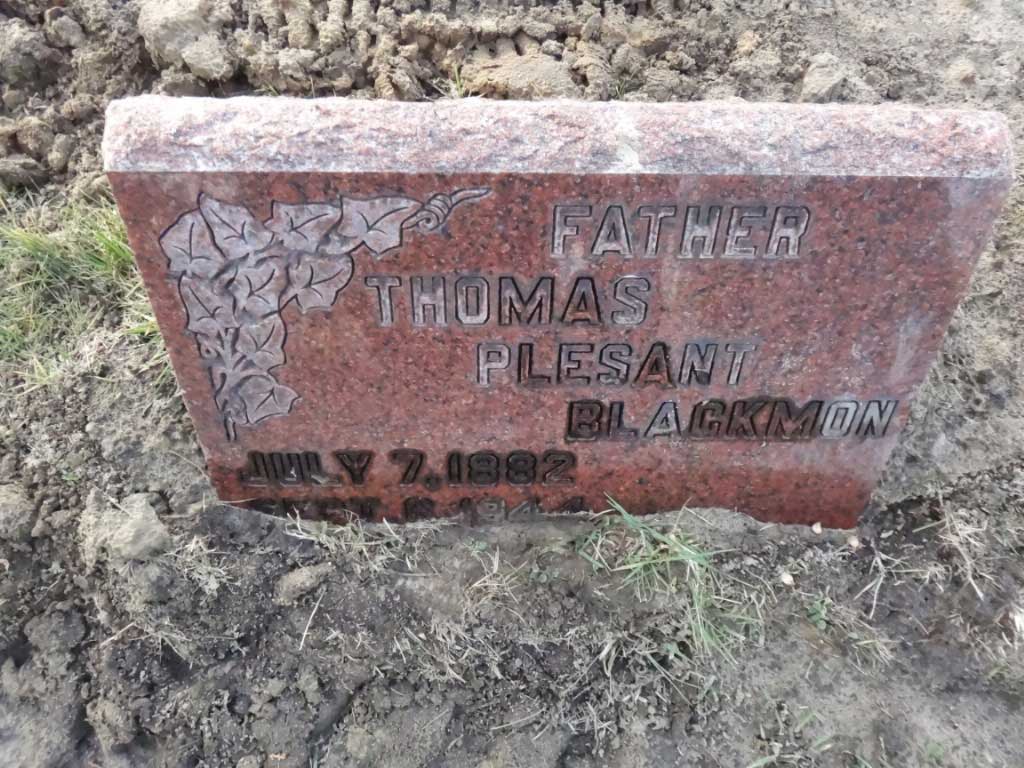 FATHER
THOMAS
PLESANT
BLACKMON
JULY 7, 1882